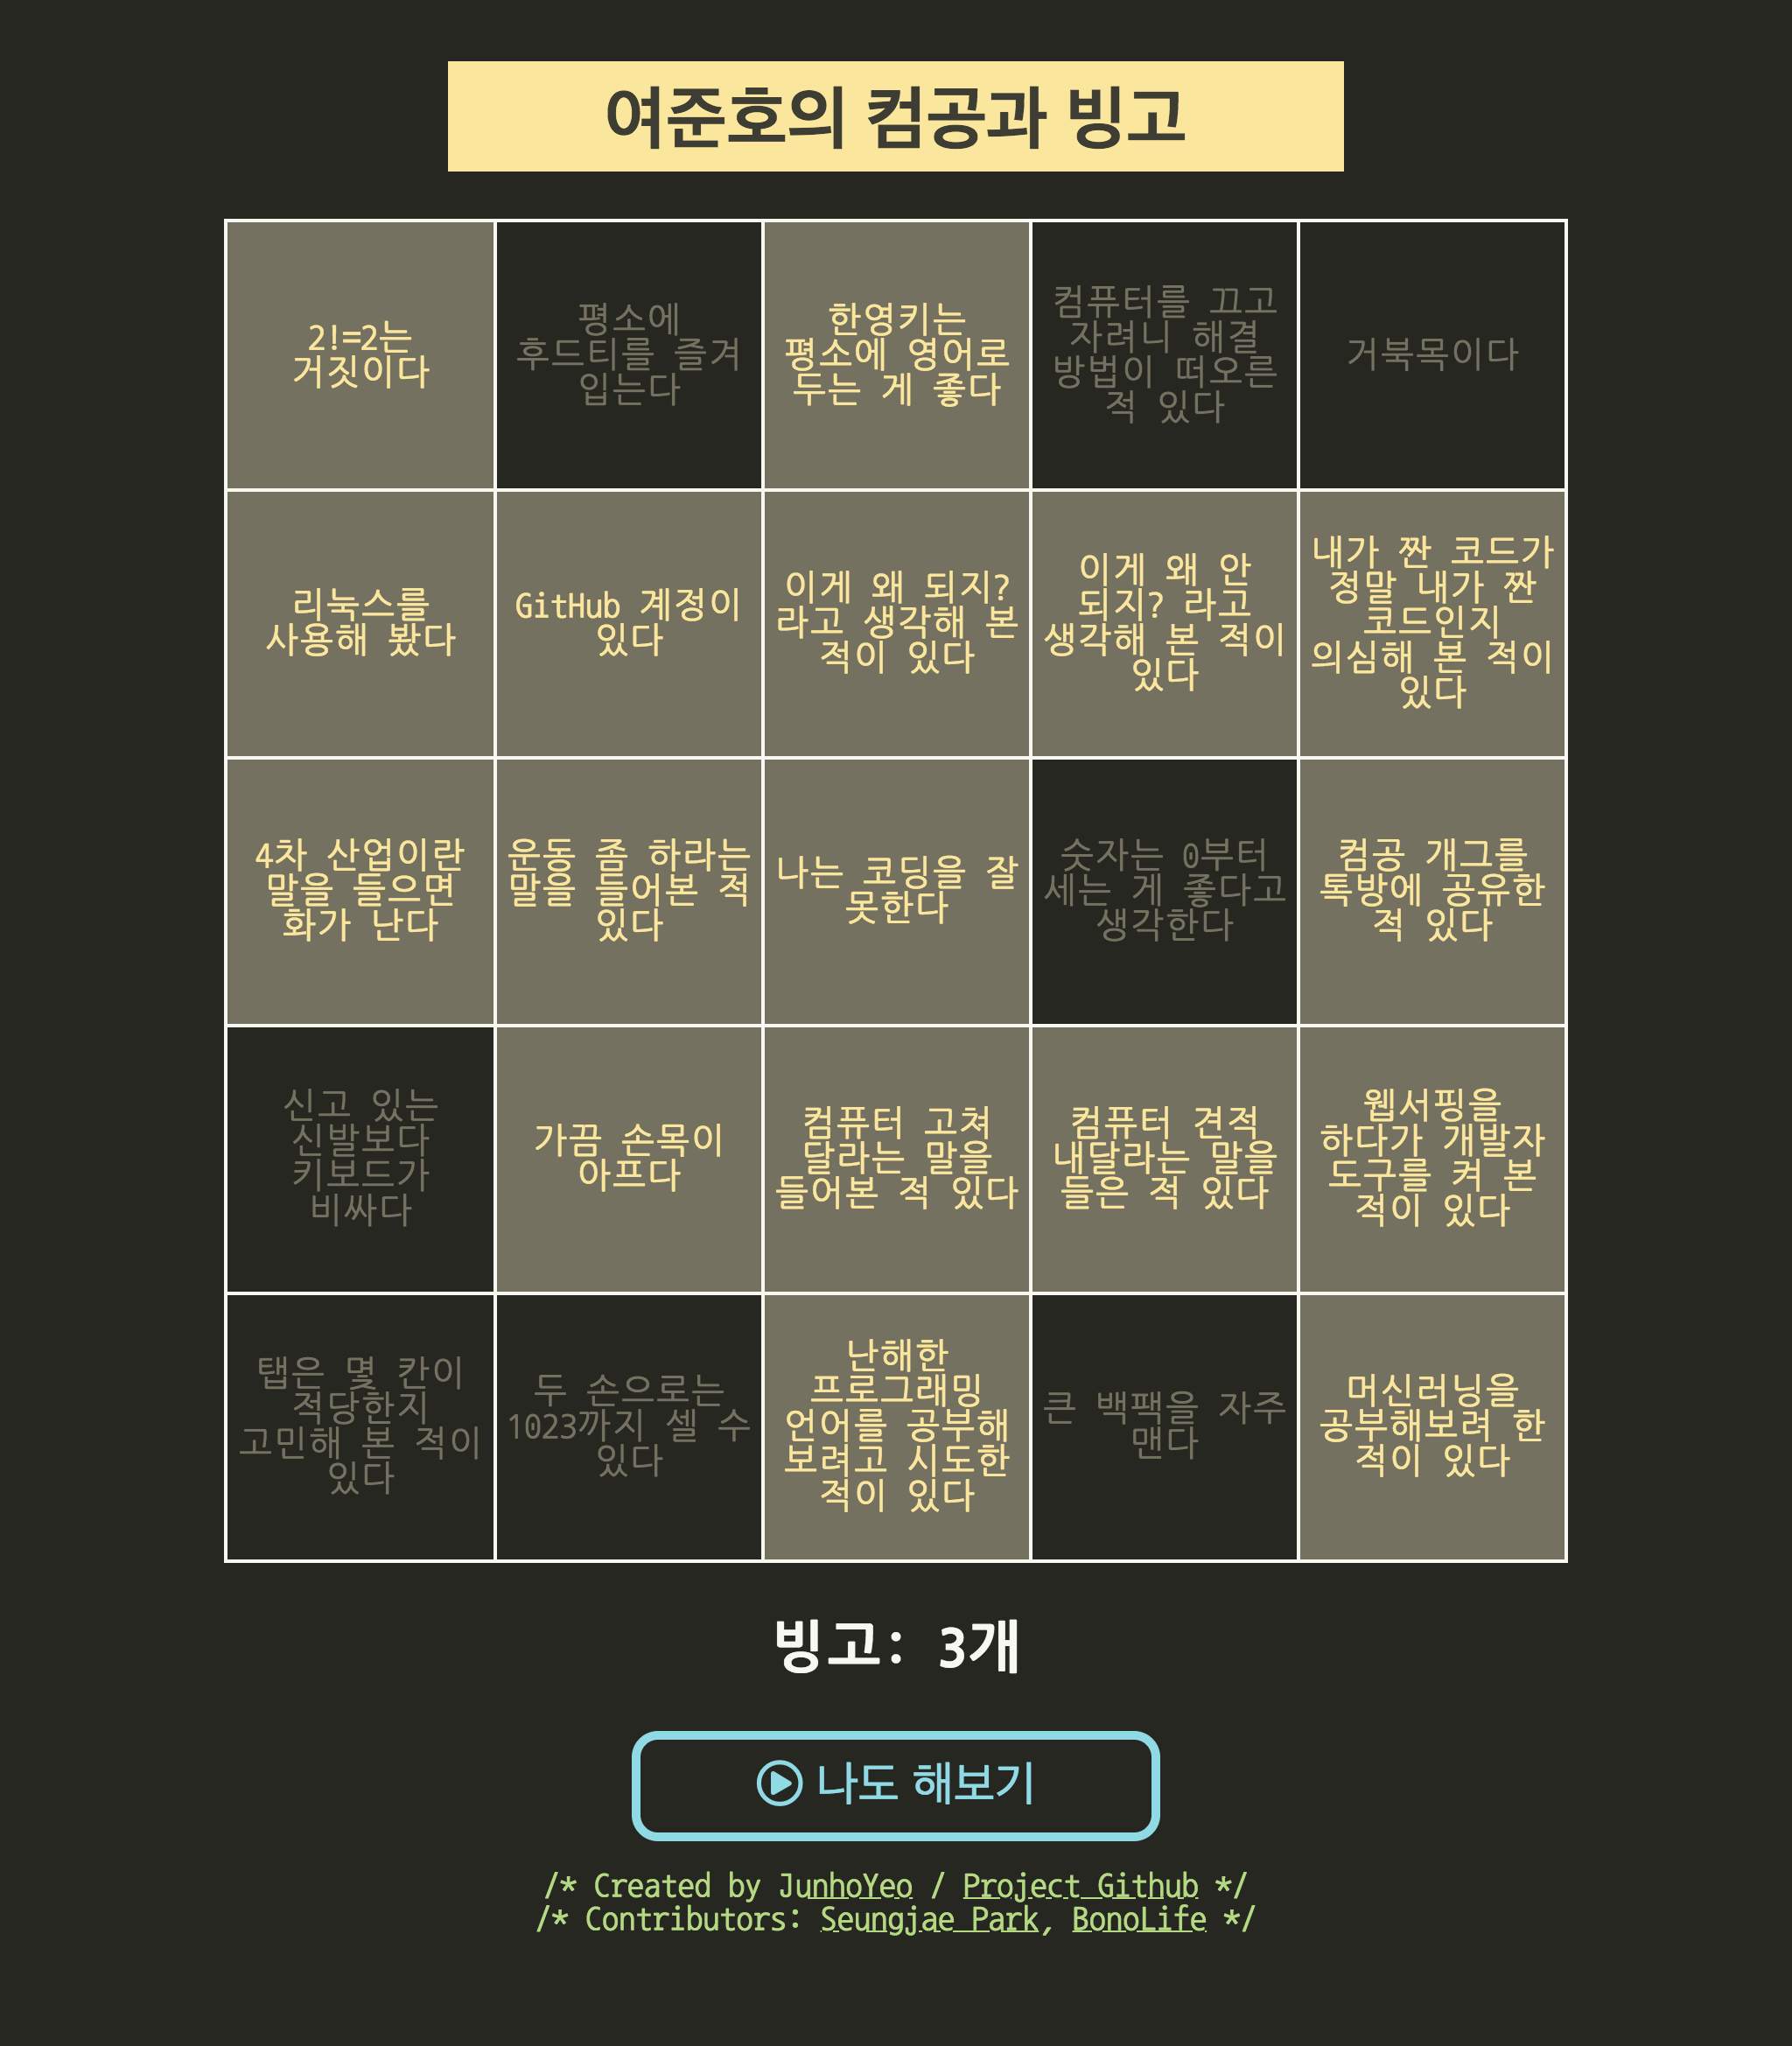 여준호의 컴공과 빙고
2!=2는
거짓이다
평소에
후드티를 즐겨
입는다
한영키는
평소에 영어로
두는 게 좋다
컴퓨터를 끄고
자려니 해결
방법이 떠오른
적 있다
거북목이다
리눅스를
사용해 봤다
GitHub 계정이
있다
이게 왜 되지?
라고 생각해 본
적이 있다
이게 왜 안
되지? 라고
생각해 본 적이
있다
내가 짠 코드가
정말 내가 짠
코드인지
의심해 본 적이
있다
4차 산업이란
말을 들으면
화가 난다
운동 좀 하라는
말을 들어본 적
있다
나는 코딩을 잘
못한다
숫자는 0부터
세는 게 좋다고
생각한다
컴공 개그를
톡방에 공유한
적 있다
신고 있는
신발보다
키보드가
비싸다
가끔 손목이
아프다
컴퓨터 고쳐
달라는 말을
들어본 적 있다
컴퓨터 견적
내달라는 말을
들은 적 있다
웹서핑을
하다가 개발자
도구를 켜 본
적이 있다
탭은 몇 칸이
적당한지
고민해 본 적이
있다
두 손으로는
1023까지 셀 수
있다
난해한
프로그래밍
언어를 공부해
보려고 시도한
적이 있다
큰 백팩을 자주
맨다
머신러닝을
공부해보려 한
적이 있다
빙고: 3개
나도 해보기
/* Created by JunhoYeo / Project Github */
/* Contributors: Seungjae Park, BonoLife */